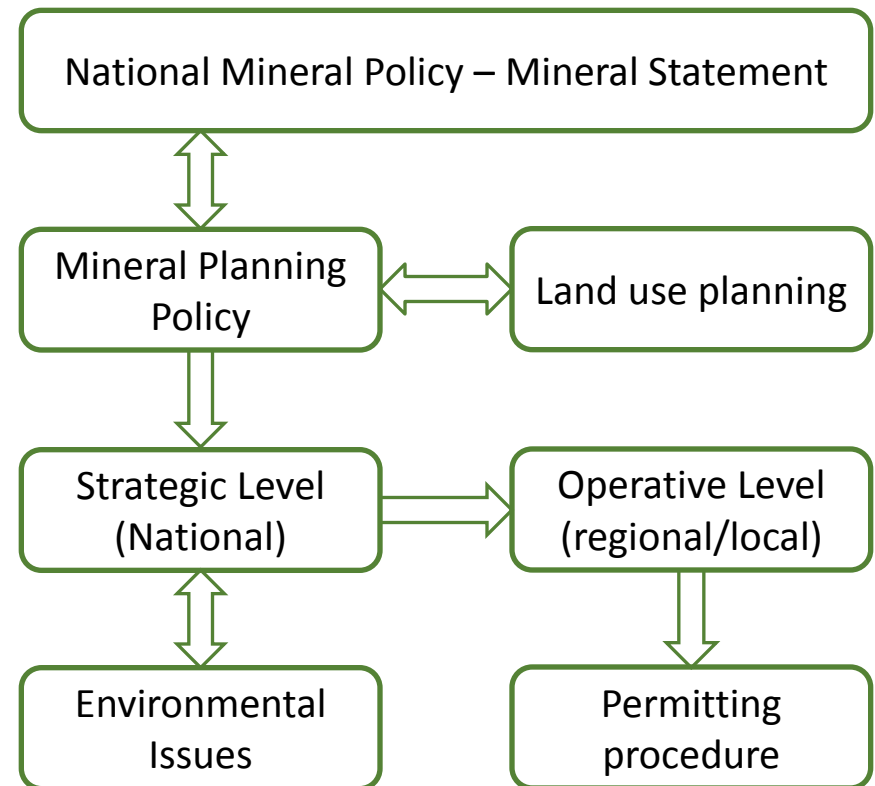 National Mineral Policy – Mineral Statement
Mineral Planning
Policy
Land use planning
Strategic Level
(National)
Operative Level
(regional/local)
Environmental
Issues
Permitting
procedure